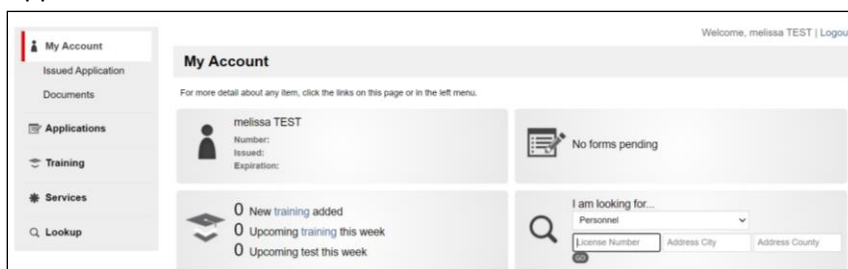 Welcome, melissa TEST | Logou
My Account
Issued Application
Documents
Applications
Training
Services
Lookup
My Account
For more detail about any item, click the links on this page or in the left menu.
melissa TEST
Number:
Issued:
Expiration:
No forms pending
0 New training added
0 Upcoming training this week
0 Upcoming test this week
I am looking for...
Personnel
License Number
Address City
Address County
GO